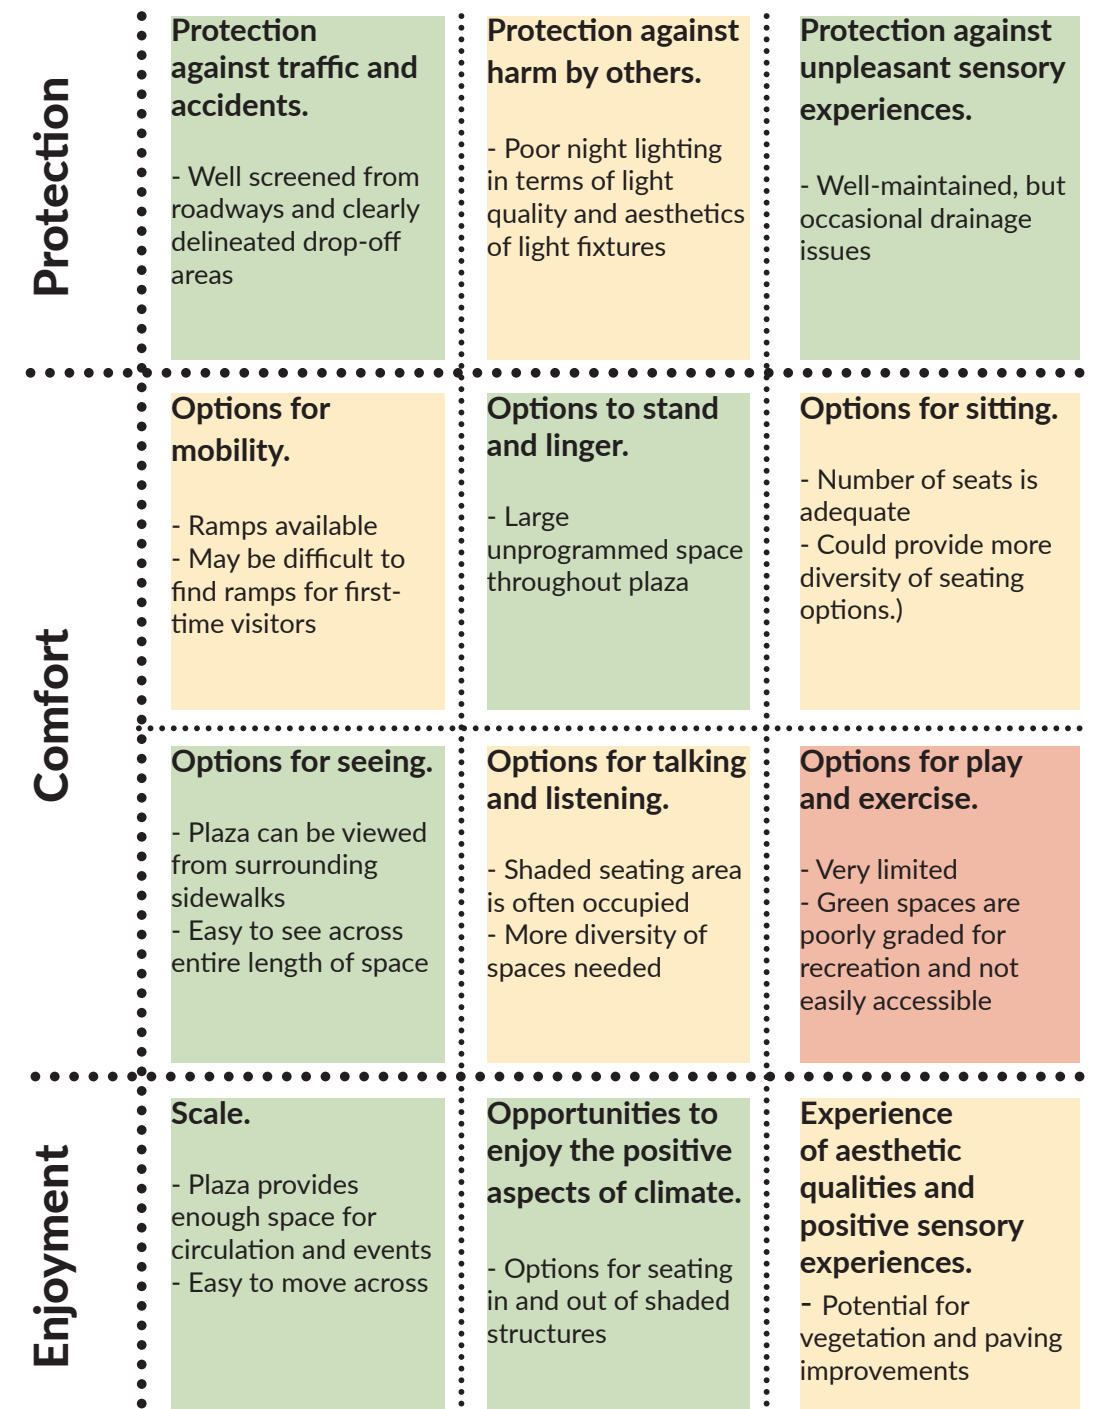 Protection
Protection
against traffic and
accidents.
- Well screened from
roadways and clearly
delineated drop-off
areas
Protection against
harm by others.
- Poor night lighting
in terms of light
quality and aesthetics
of light fixtures
Protection against
unpleasant sensory
experiences.
- Well-maintained, but
occasional drainage
issues
Comfort
Options for
mobility.
- Ramps available
- May be difficult to
find ramps for first-
time visitors
Options to stand
and linger.
- Large
unprogrammed space
throughout plaza
Options for sitting.
- Number of seats is
adequate
- Could provide more
diversity of seating
options.)
Options for seeing.
- Plaza can be viewed
from surrounding
sidewalks
- Easy to see across
entire length of space
Options for talking
and listening.
- Shaded seating area
is often occupied
- More diversity of
spaces needed
Options for play
and exercise.
- Very limited
- Green spaces are
poorly graded for
recreation and not
easily accessible
Enjoyment
Scale.
- Plaza provides
enough space for
circulation and events
- Easy to move across
Opportunities to
enjoy the positive
aspects of climate.
- Options for seating
in and out of shaded
structures
Experience
of aesthetic
qualities and
positive sensory
experiences.
- Potential for
vegetation and paving
improvements